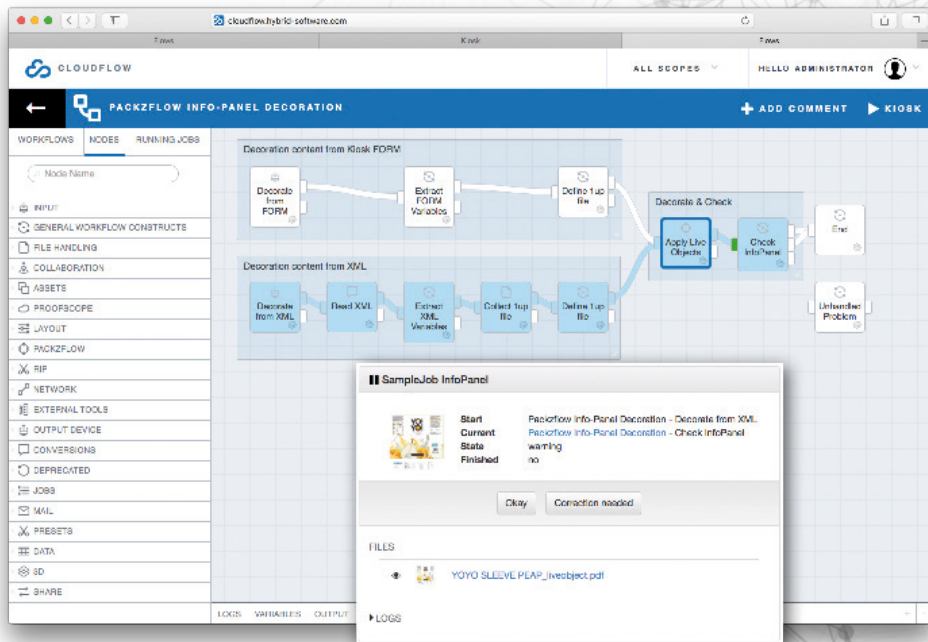 cloudflow.hybrid-software.com
Flows
Kiosk
Flows
CLOUDFLOW
ALL SCOPES
HELLO ADMINISTRATOR
PACKZFLOW INFO-PANEL DECORATION
ADD COMMENT
KIOSK
WORKFLOWS
NODES
RUNNING JOBS
Node Name
INPUT
GENERAL WORKFLOW CONSTRUCTS
FILE HANDLING
COLLABORATION
ASSETS
PROOFSCOPE
LAYOUT
PACKZFLOW
RIP
NETWORK
EXTERNAL TOOLS
OUTPUT DEVICE
CONVERSIONS
DEPRECATED
JOBS
MAIL
PRESETS
DATA
3D
SHARE
Decoration content from Kiosk FORM
Decorate
from
FORM
Extract
FORM
Variables
Define 1up
file
Decorate & Check
Apply Live
Objects
Check
InfoPanel
End
Unhandled
Problem
Decoration content from XML
Decorate
from XML
Read XML
Extract
XML
Variables
Collect 1up
file
Define 1up
file
SampleJob InfoPanel
Start Packzflow Info-Panel Decoration - Decorate from XML
Current Packzflow Info-Panel Decoration - Check InfoPanel
State warning
Finished no
Okay
Correction needed
FILES
YOYO SLEEVE PEAP_liveobject.pdf
LOGS
LOGS
VARIABLES
OUTPUT